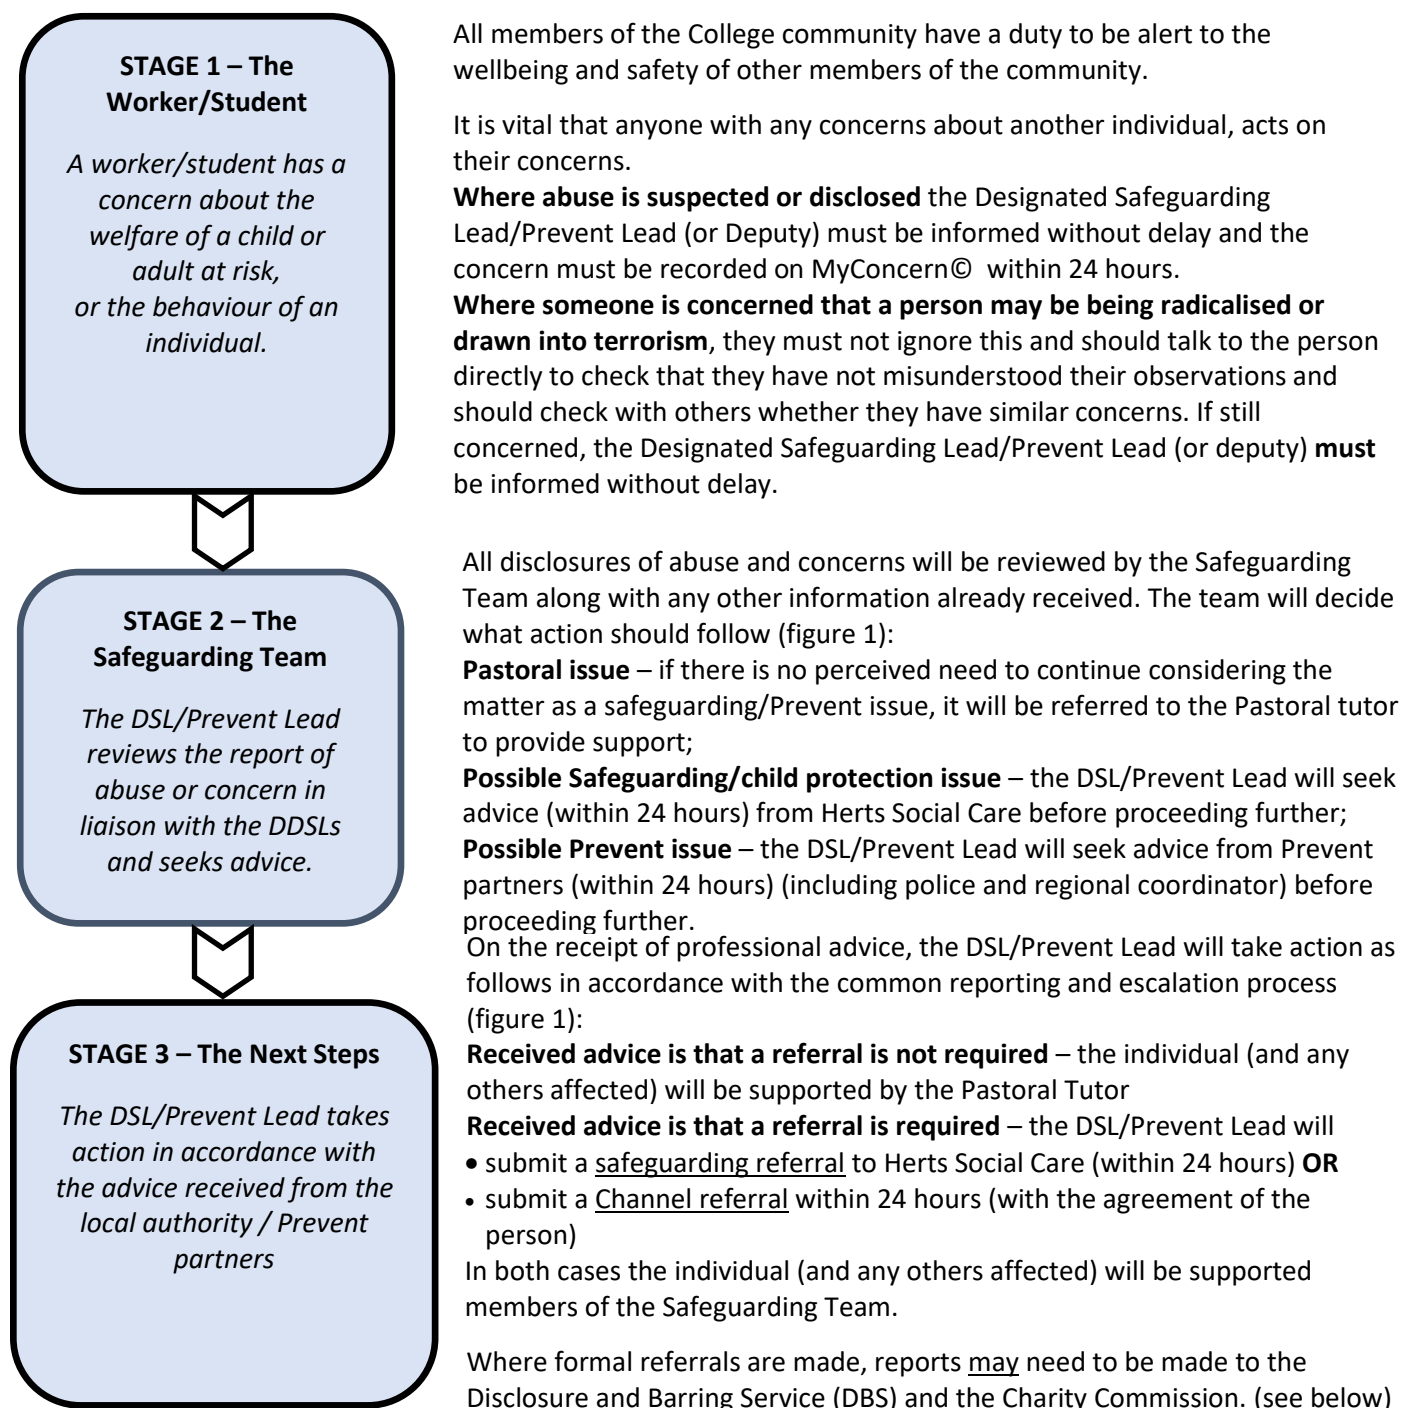 STAGE 1 – The
Worker/Student
A worker/student has a
concern about the
welfare of a child or
adult at risk,
or the behaviour of an
individual.
All members of the College community have a duty to be alert to the
wellbeing and safety of other members of the community.
It is vital that anyone with any concerns about another individual, acts on
their concerns.
Where abuse is suspected or disclosed the Designated Safeguarding
Lead/Prevent Lead (or Deputy) must be informed without delay and the
concern must be recorded on MyConcern© within 24 hours.
Where someone is concerned that a person may be being radicalised or
drawn into terrorism, they must not ignore this and should talk to the person
directly to check that they have not misunderstood their observations and
should check with others whether they have similar concerns. If still
concerned, the Designated Safeguarding Lead/Prevent Lead (or deputy) must
be informed without delay.
STAGE 2 – The
Safeguarding Team
The DSL/Prevent Lead
reviews the report of
abuse or concern in
liaison with the DDSLs
and seeks advice.
All disclosures of abuse and concerns will be reviewed by the Safeguarding
Team along with any other information already received. The team will decide
what action should follow (figure 1):
Pastoral issue – if there is no perceived need to continue considering the
matter as a safeguarding/Prevent issue, it will be referred to the Pastoral tutor
to provide support;
Possible Safeguarding/child protection issue – the DSL/Prevent Lead will seek
advice (within 24 hours) from Herts Social Care before proceeding further;
Possible Prevent issue – the DSL/Prevent Lead will seek advice from Prevent
partners (within 24 hours) (including police and regional coordinator) before
proceeding further.
STAGE 3 – The Next Steps
The DSL/Prevent Lead takes
action in accordance with
the advice received from the
local authority / Prevent
partners
On the receipt of professional advice, the DSL/Prevent Lead will take action as
follows in accordance with the common reporting and escalation process
(figure 1):
Received advice is that a referral is not required – the individual (and any
others affected) will be supported by the Pastoral Tutor
Received advice is that a referral is required – the DSL/Prevent Lead will
• submit a safeguarding referral to Herts Social Care (within 24 hours) OR
• submit a Channel referral within 24 hours (with the agreement of the
person)
In both cases the individual (and any others affected) will be supported
members of the Safeguarding Team.
Where formal referrals are made, reports may need to be made to the
Disclosure and Barring Service (DBS) and the Charity Commission. (see below)